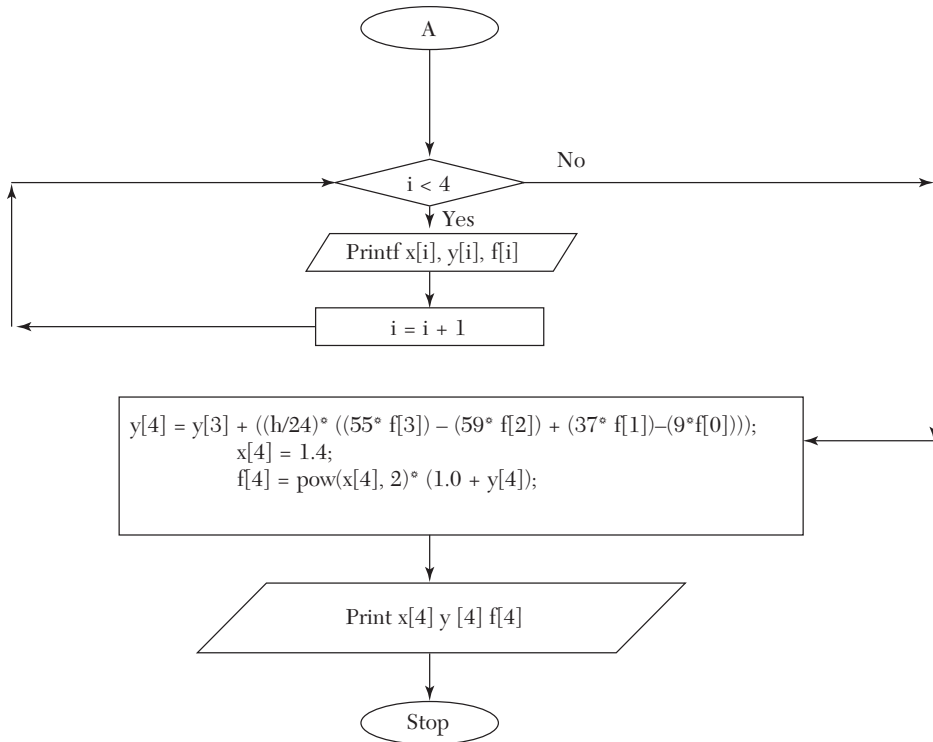 A
No
i < 4
Yes
Printf x[i], y[i], f[i]
i = i + 1
y[4] = y[3] + ((h/24)* ((55* f[3]) – (59* f[2]) + (37* f[1])–(9*f[0])));
x[4] = 1.4;
f[4] = pow(x[4], 2)* (1.0 + y[4]);
Print x[4] y [4] f[4]
Stop